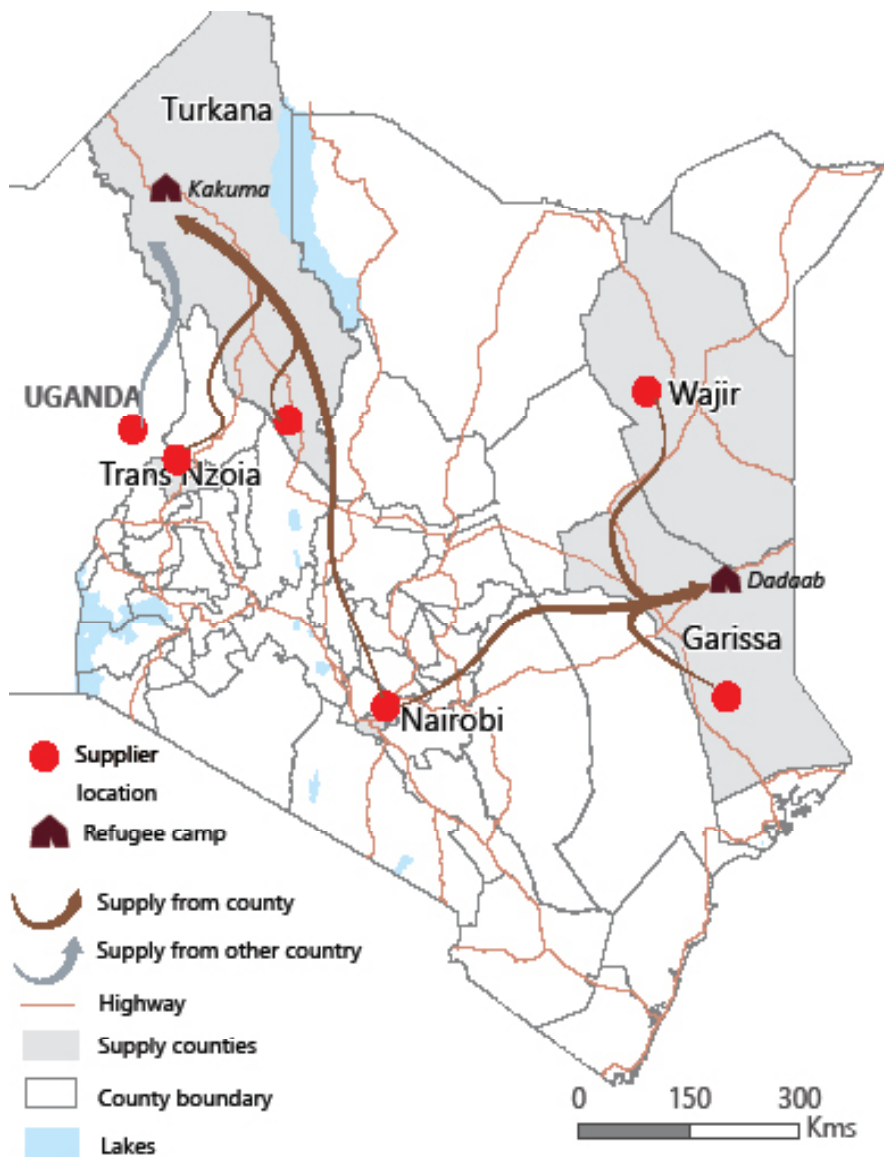 Turkana
Kakuma
UGANDA
Wajir
Trans Nzoia
Dadaab
Garissa
Nairobi
Supplier
location
Refugee camp
Supply from county
Supply from other country
Highway
Supply counties
County boundary
Lakes
0 150 300
Kms